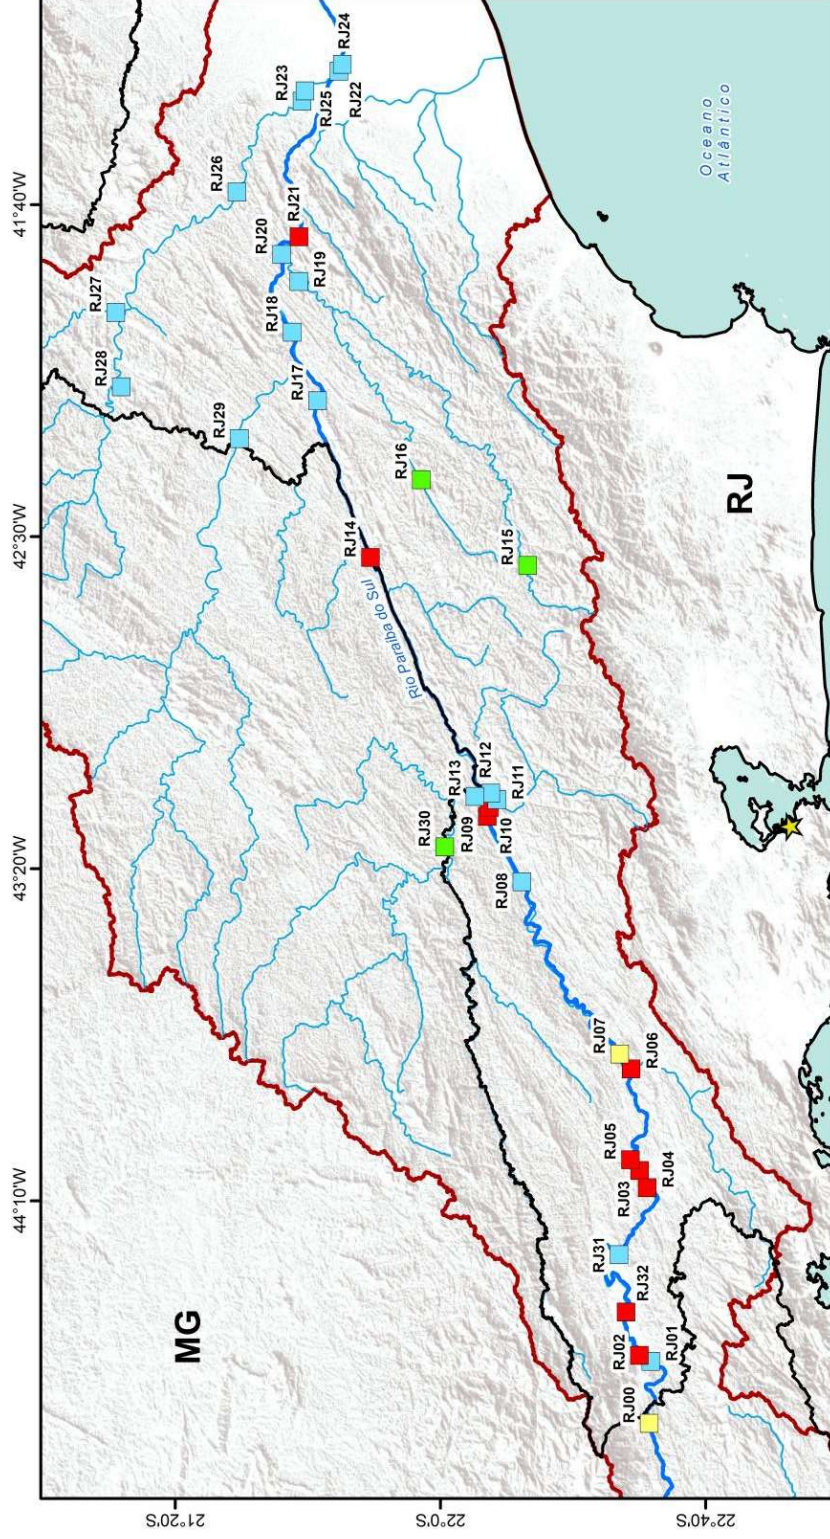 44°10'W
43°20'W
42°30'W
41°40'W
21°20'S
22°0'S
22°40'S
MG
RJ
Oceano
Atlântico
Rio Paraíba do Sul
RJ00
RJ01
RJ02
RJ32
RJ31
RJ03
RJ04
RJ05
RJ06
RJ07
RJ08
RJ30
RJ09
RJ10
RJ13
RJ12
RJ11
RJ14
RJ15
RJ16
RJ29
RJ28
RJ27
RJ17
RJ18
RJ19
RJ20
RJ21
RJ26
RJ23
RJ25
RJ22
RJ24